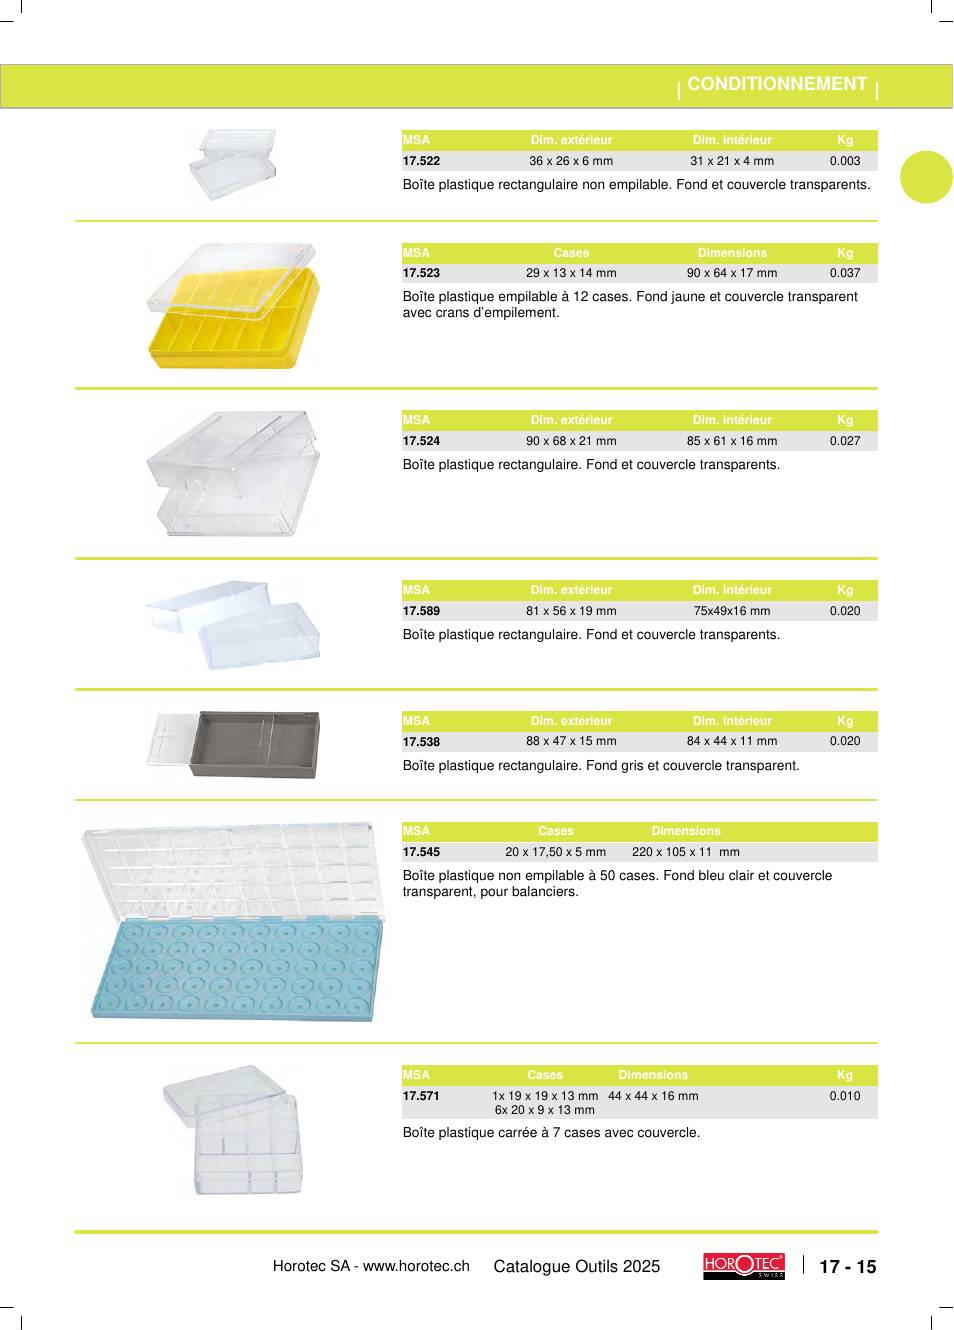 CONDITIONNEMENT
MSA Dim. extérieur Dim. intérieur Kg
17.522 36 x 26 x 6 mm 31 x 21 x 4 mm 0.003
Boîte plastique rectangulaire non empilable. Fond et couvercle transparents.
MSA Cases Dimensions Kg
17.523 29 x 13 x 14 mm 90 x 64 x 17 mm 0.037
Boîte plastique empilable à 12 cases. Fond jaune et couvercle transparent
avec crans d'empilement.
MSA Dim. extérieur Dim. intérieur Kg
17.524 90 x 68 x 21 mm 85 x 61 x 16 mm 0.027
Boîte plastique rectangulaire. Fond et couvercle transparents.
MSA Dim. extérieur Dim. intérieur Kg
17.589 81 x 56 x 19 mm 75x49x16 mm 0.020
Boîte plastique rectangulaire. Fond et couvercle transparents.
MSA Dim. extérieur Dim. intérieur Kg
17.538 88 x 47 x 15 mm 84 x 44 x 11 mm 0.020
Boîte plastique rectangulaire. Fond gris et couvercle transparent.
MSA Cases Dimensions
17.545 20 x 17,50 x 5 mm 220 x 105 x 11 mm
Boîte plastique non empilable à 50 cases. Fond bleu clair et couvercle
transparent, pour balanciers.
MSA Cases Dimensions Kg
17.571 1x 19 x 19 x 13 mm 44 x 44 x 16 mm 0.010
6x 20 x 9 x 13 mm
Boîte plastique carrée à 7 cases avec couvercle.
Horotec SA - www.horotec.ch Catalogue Outils 2025 HOROTEC® SWISS 17 - 15